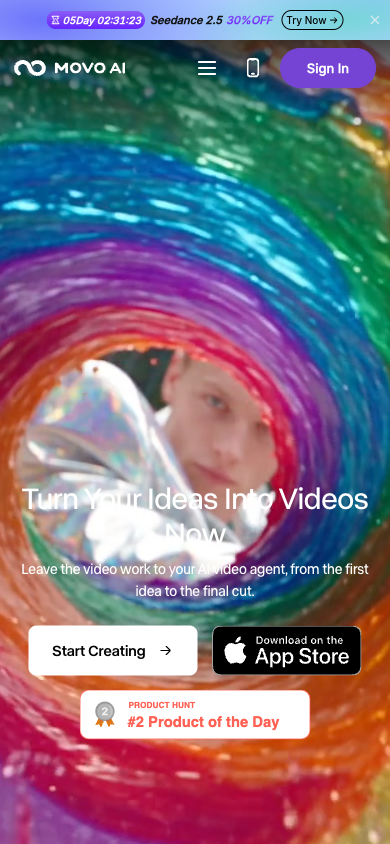 05Day 02:31:23 Seedance 2.5 30%OFF Try Now →
MOVO AI
Sign In
Turn Your Ideas Into Videos
Now
Leave the video work to your AI video agent, from the first
idea to the final cut.
Start Creating →
Download on the
App Store
2
PRODUCT HUNT
#2 Product of the Day